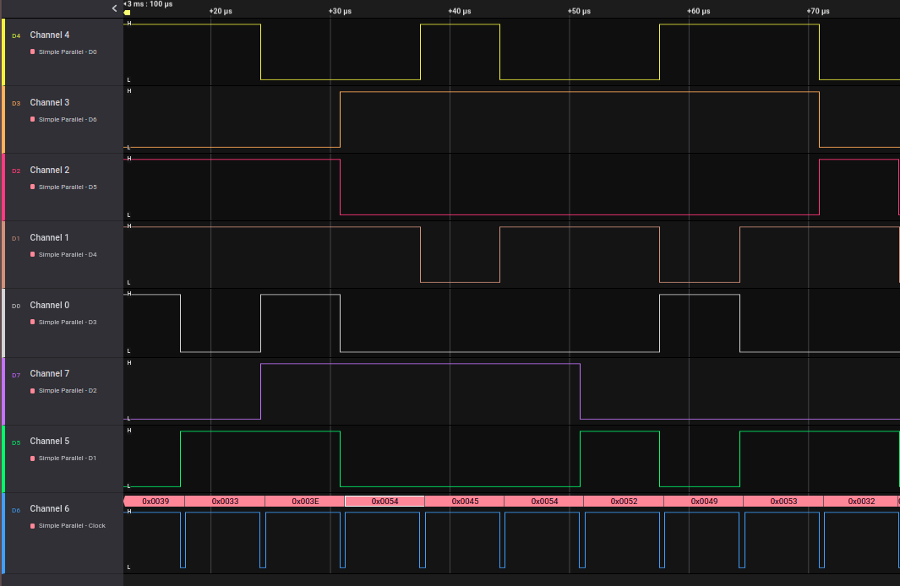 +3 ms : 100 µs
+20 µs +30 µs +40 µs +50 µs +60 µs +70 µs
D4 Channel 4 H
Simple Parallel - D0
L
D3 Channel 3 H
Simple Parallel - D6
L
D2 Channel 2 H
Simple Parallel - D5
L
D1 Channel 1 H
Simple Parallel - D4
L
D0 Channel 0 H
Simple Parallel - D3
L
D7 Channel 7 H
Simple Parallel - D2
L
D5 Channel 5 H
Simple Parallel - D1
L
0x0039 0x0033 0x003E 0x0054 0x0045 0x0054 0x0052 0x0049 0x0053 0x0032
D6 Channel 6 H
Simple Parallel - Clock
L